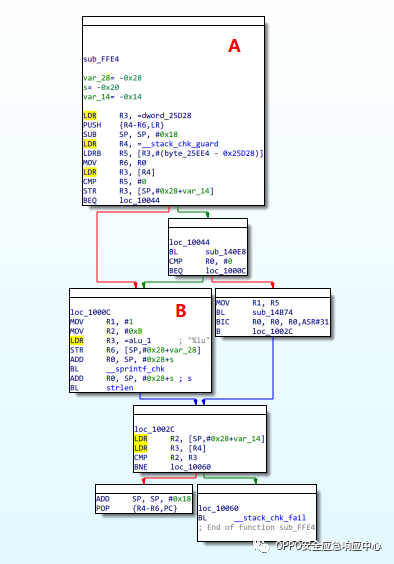 A
sub_FFE4
var_28= -0x28
s= -0x20
var_14= -0x14
LDR R3, =dword_25D28
PUSH {R4-R6,LR}
SUB SP, SP, #0x18
LDR R4, =__stack_chk_guard
LDRB R5, [R3,#(byte_25EE4 - 0x25D28)]
MOV R6, R0
LDR R3, [R4]
CMP R5, #0
STR R3, [SP,#0x28+var_14]
BEQ loc_10044
loc_10044
BL sub_140E8
CMP R0, #0
BEQ loc_1000C
B
loc_1000C
MOV R1, #1
MOV R2, #0xB
LDR R3, =aLu_1 ; "%lu"
STR R6, [SP,#0x28+var_28]
ADD R0, SP, #0x28+s
BL __sprintf_chk
ADD R0, SP, #0x28+s ; s
BL strlen
MOV R1, R5
BL sub_14B74
BIC R0, R0, R0,ASR#31
B loc_1002C
loc_1002C
LDR R2, [SP,#0x28+var_14]
LDR R3, [R4]
CMP R2, R3
BNE loc_10060
ADD SP, SP, #0x18
POP {R4-R6,PC}
loc_10060
BL __stack_chk_fail
; End of function sub_FFE4
OPPO安全应急响应中心